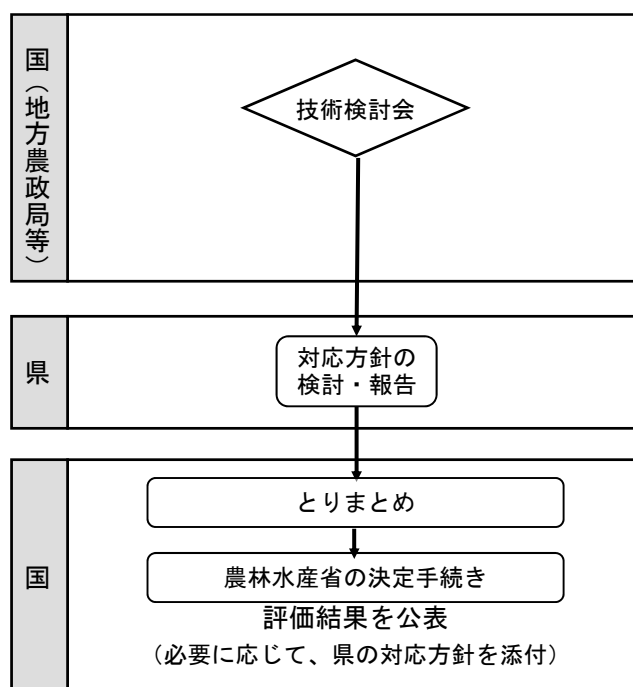 国（地方農政局等）
技術検討会
県
対応方針の
検討・報告
国
とりまとめ
農林水産省の決定手続き
評価結果を公表
（必要に応じて、県の対応方針を添付）